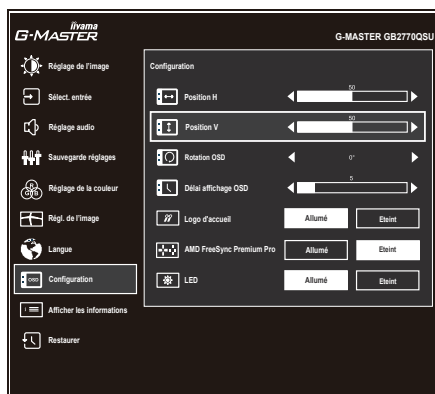 iiyama
G-MASTER
G-MASTER GB2770QSU
Réglage de l'image
Sélect. entrée
Réglage audio
Sauvegarde réglages
R
G B
Réglage de la couleur
Régl. de l'image
Langue
OSD
Configuration
i
Afficher les informations
Restaurer
Configuration
Position H
50
Position V
50
Rotation OSD
0°
Délai affichage OSD
5
Logo d'accueil
Allumé
Eteint
AMD FreeSync Premium Pro
Allumé
Eteint
LED
Allumé
Eteint